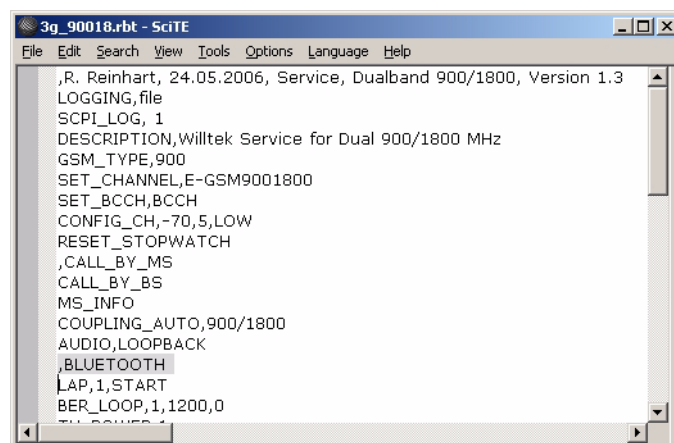 3g_90018.rbt - SciTE
File Edit Search View Tools Options Language Help
,R. Reinhart, 24.05.2006, Service, Dualband 900/1800, Version 1.3
LOGGING,file
SCPI_LOG, 1
DESCRIPTION,Willtek Service for Dual 900/1800 MHz
GSM_TYPE,900
SET_CHANNEL,E-GSM9001800
SET_BCCH,BCCH
CONFIG_CH,-70,5,LOW
RESET_STOPWATCH
,CALL_BY_MS
CALL_BY_BS
MS_INFO
COUPLING_AUTO,900/1800
AUDIO,LOOPBACK
,BLUETOOTH
LAP,1,START
BER_LOOP,1,1200,0